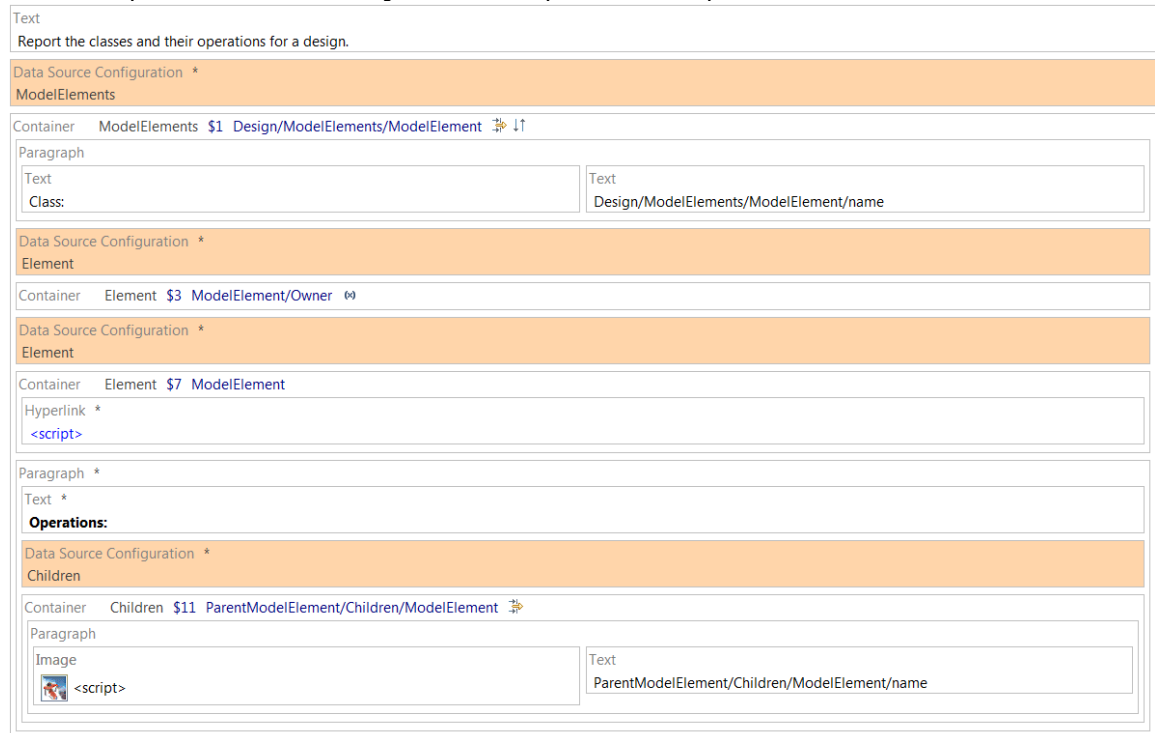 Text
Report the classes and their operations for a design.
Data Source Configuration *
ModelElements
Container ModelElements $1 Design/ModelElements/ModelElement
Paragraph
Text
Class:
Text
Design/ModelElements/ModelElement/name
Data Source Configuration *
Element
Container Element $3 ModelElement/Owner (x)
Data Source Configuration *
Element
Container Element $7 ModelElement
Hyperlink *
<script>
Paragraph *
Text *
Operations:
Data Source Configuration *
Children
Container Children $11 ParentModelElement/Children/ModelElement
Paragraph
Image
<script>
Text
ParentModelElement/Children/ModelElement/name